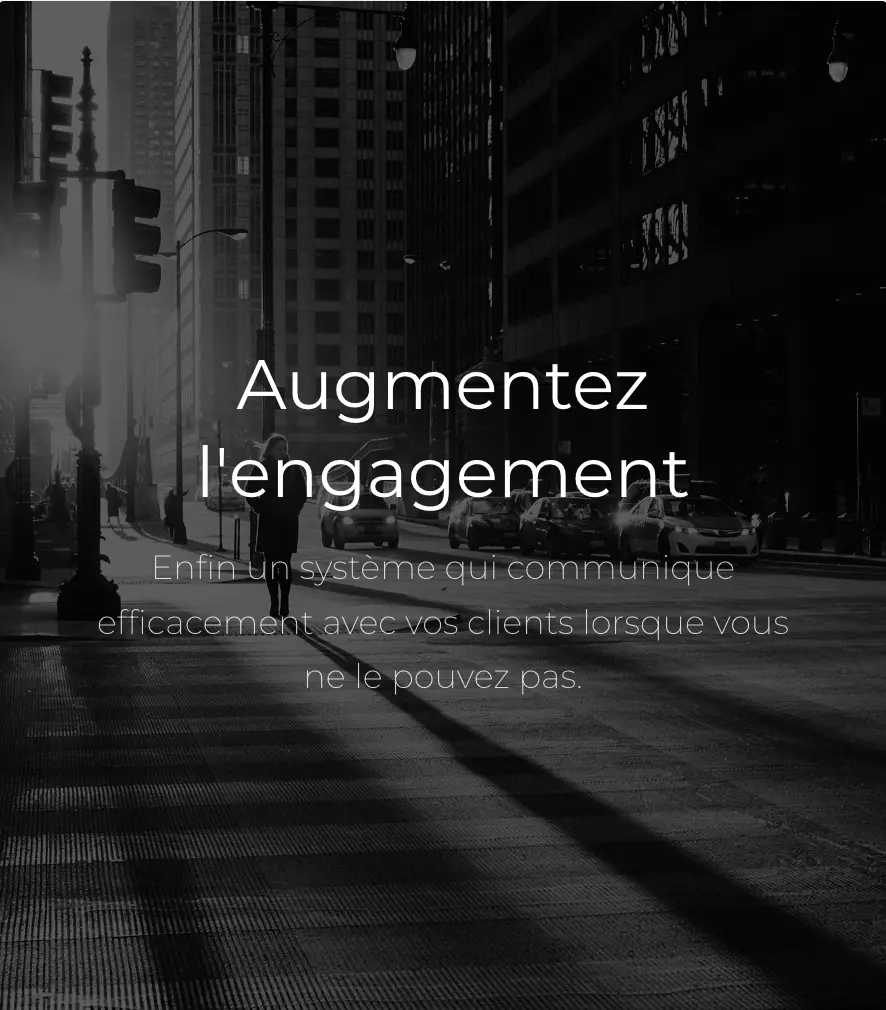 Augmentez
l'engagement
Enfin un système qui communique
efficacement avec vos clients lorsque vous
ne le pouvez pas.